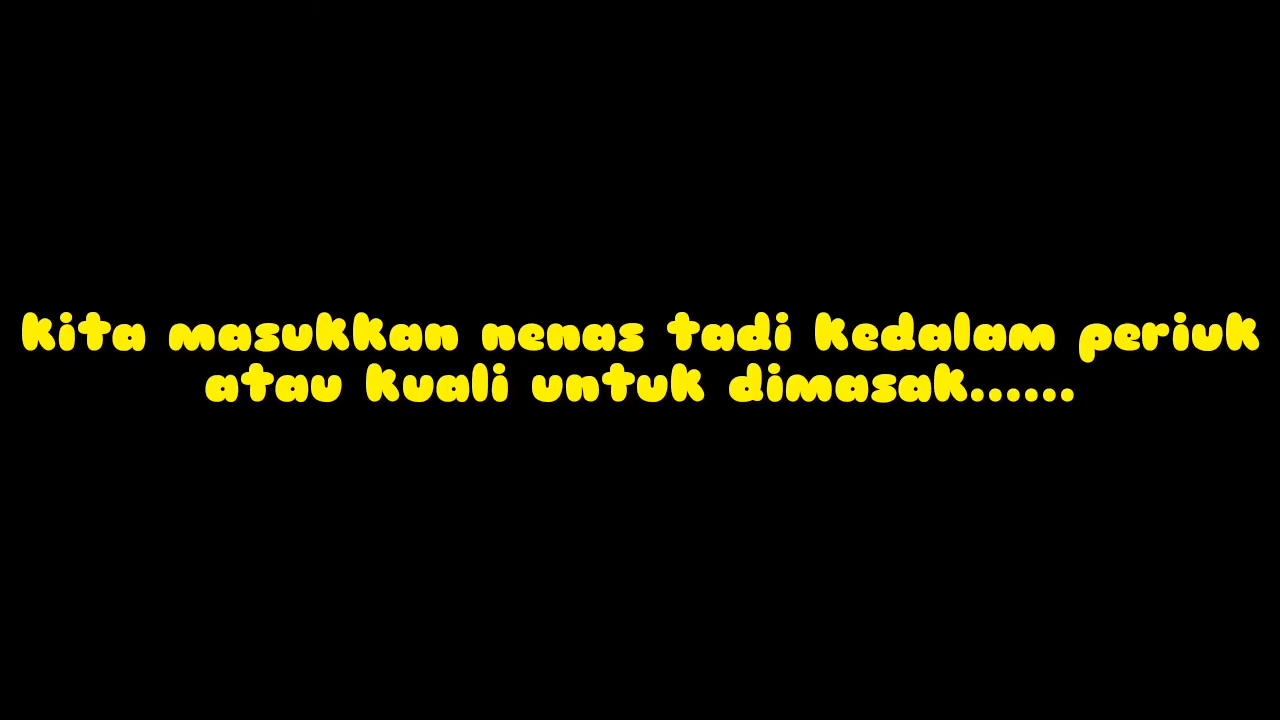 kita masukkan nenas tadi kedalam periuk
atau kuali untuk dimasak......